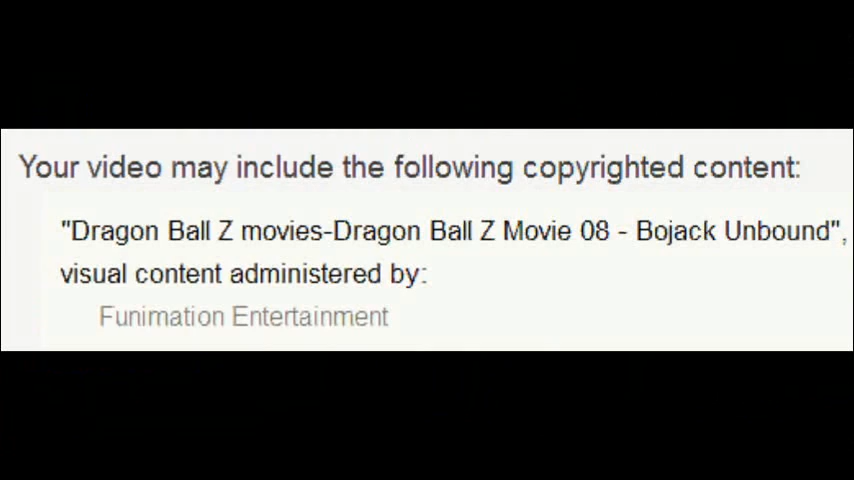 Your video may include the following copyrighted content:
"Dragon Ball Z movies-Dragon Ball Z Movie 08 - Bojack Unbound",
visual content administered by:
Funimation Entertainment